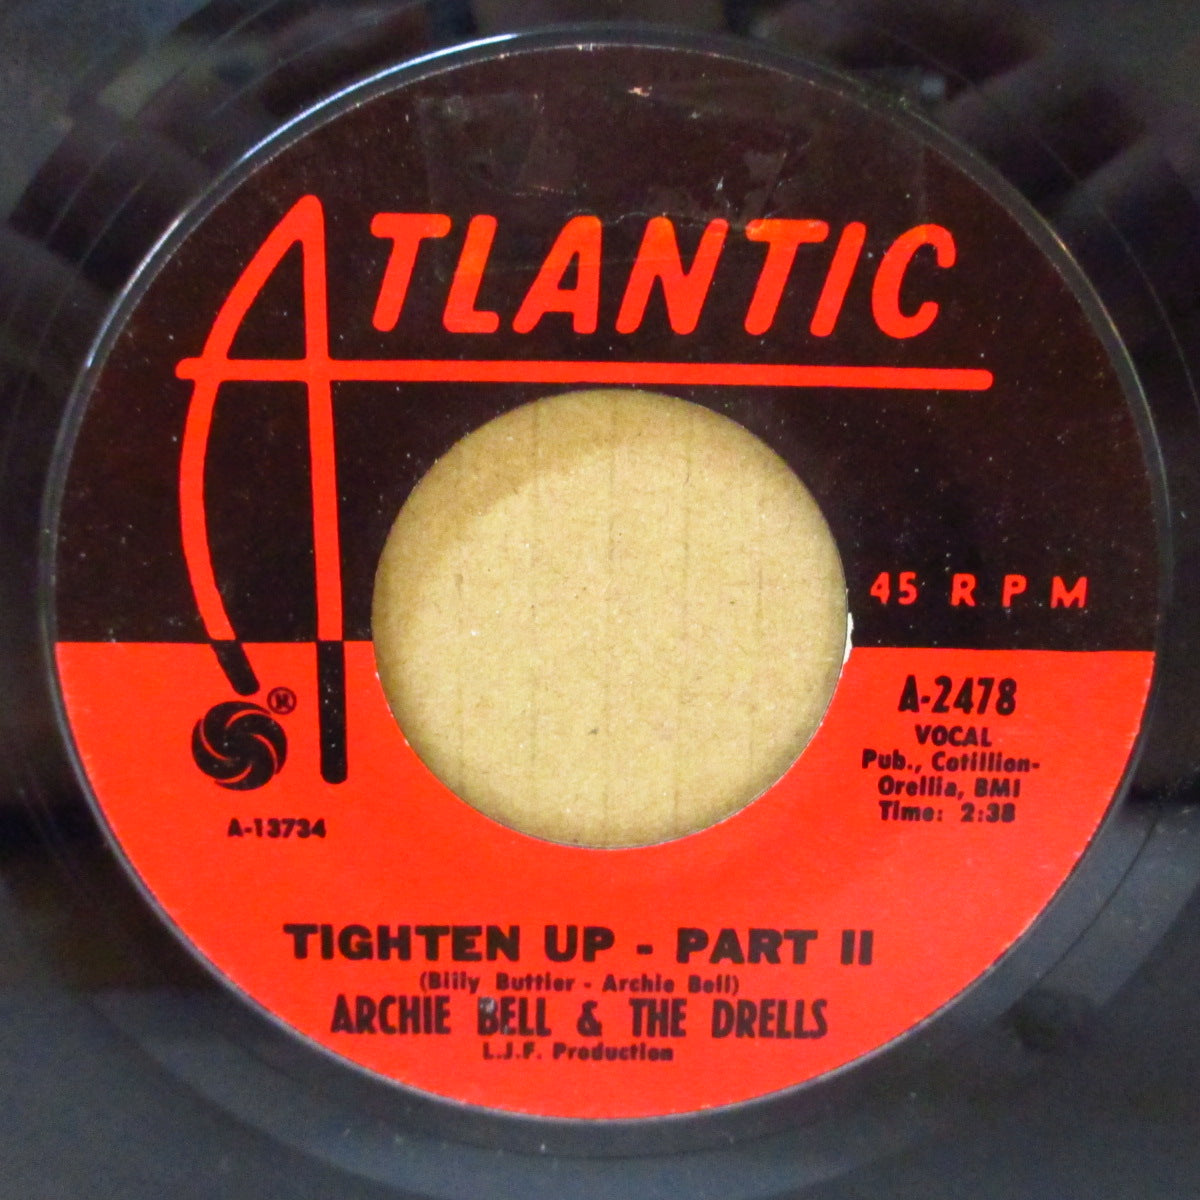 ATLANTIC
45 RPM
A-2478
VOCAL
Pub., Cotillion-
Orellia, BMI
Time: 2:38
®
A-13734
TIGHTEN UP - PART II
(Billy Buttier - Archie Bell)
ARCHIE BELL & THE DRELLS
L.J.F. Production